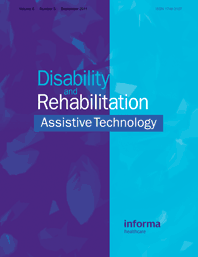 Disability
and
Rehabilitation
Assistive Technology
informa
healthcare